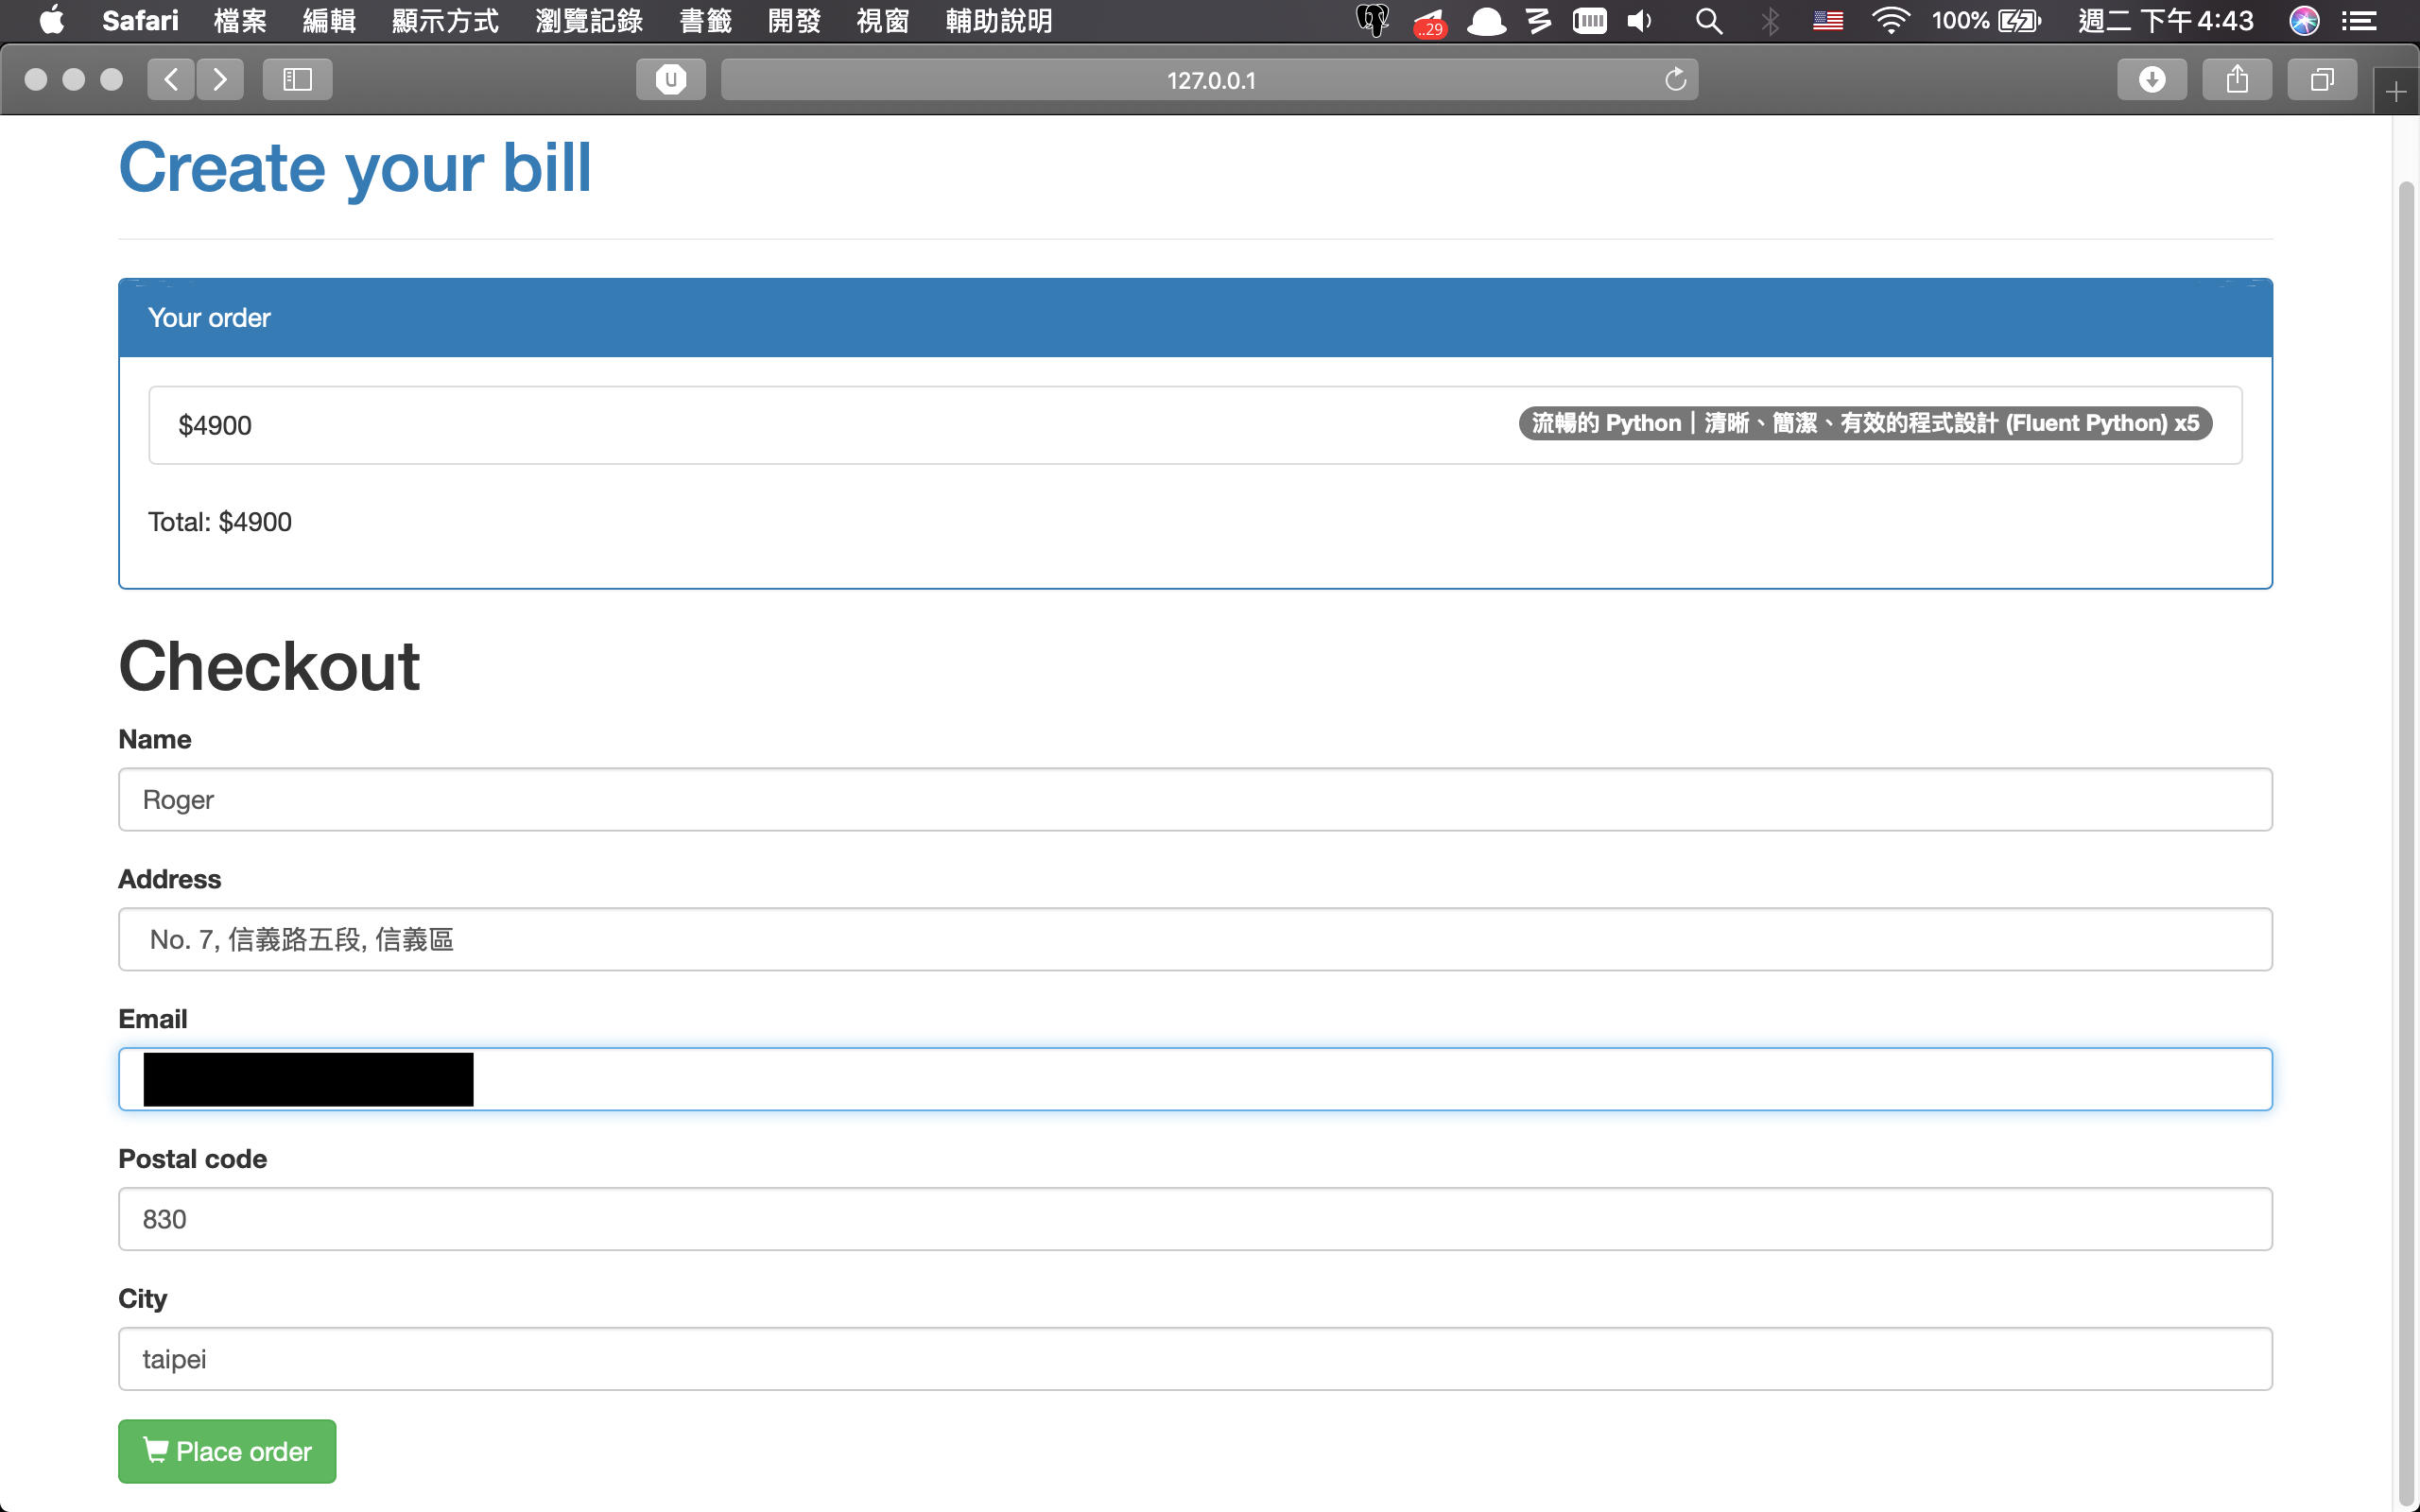 Safari 檔案 編輯 顯示方式 瀏覽記錄 書籤 開發 視窗 輔助說明 ..29 100% 週二 下午 4:43
U 127.0.0.1
Create your bill
Your order
$4900 流暢的 Python | 清晰、簡潔、有效的程式設計 (Fluent Python) x5
Total: $4900
Checkout
Name
Roger
Address
No. 7, 信義路五段, 信義區
Email
Postal code
830
City
taipei
Place order